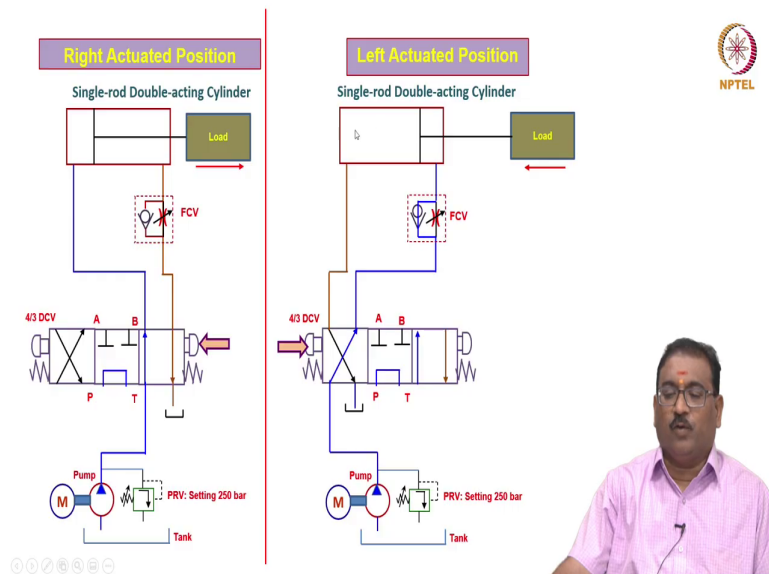 Right Actuated Position
Single-rod Double-acting Cylinder
Load
FCV
4/3 DCV
A
B
P
T
Pump
M
PRV: Setting 250 bar
Tank
Left Actuated Position
Single-rod Double-acting Cylinder
Load
FCV
4/3 DCV
A
B
P
T
Pump
M
PRV: Setting 250 bar
Tank
NPTEL